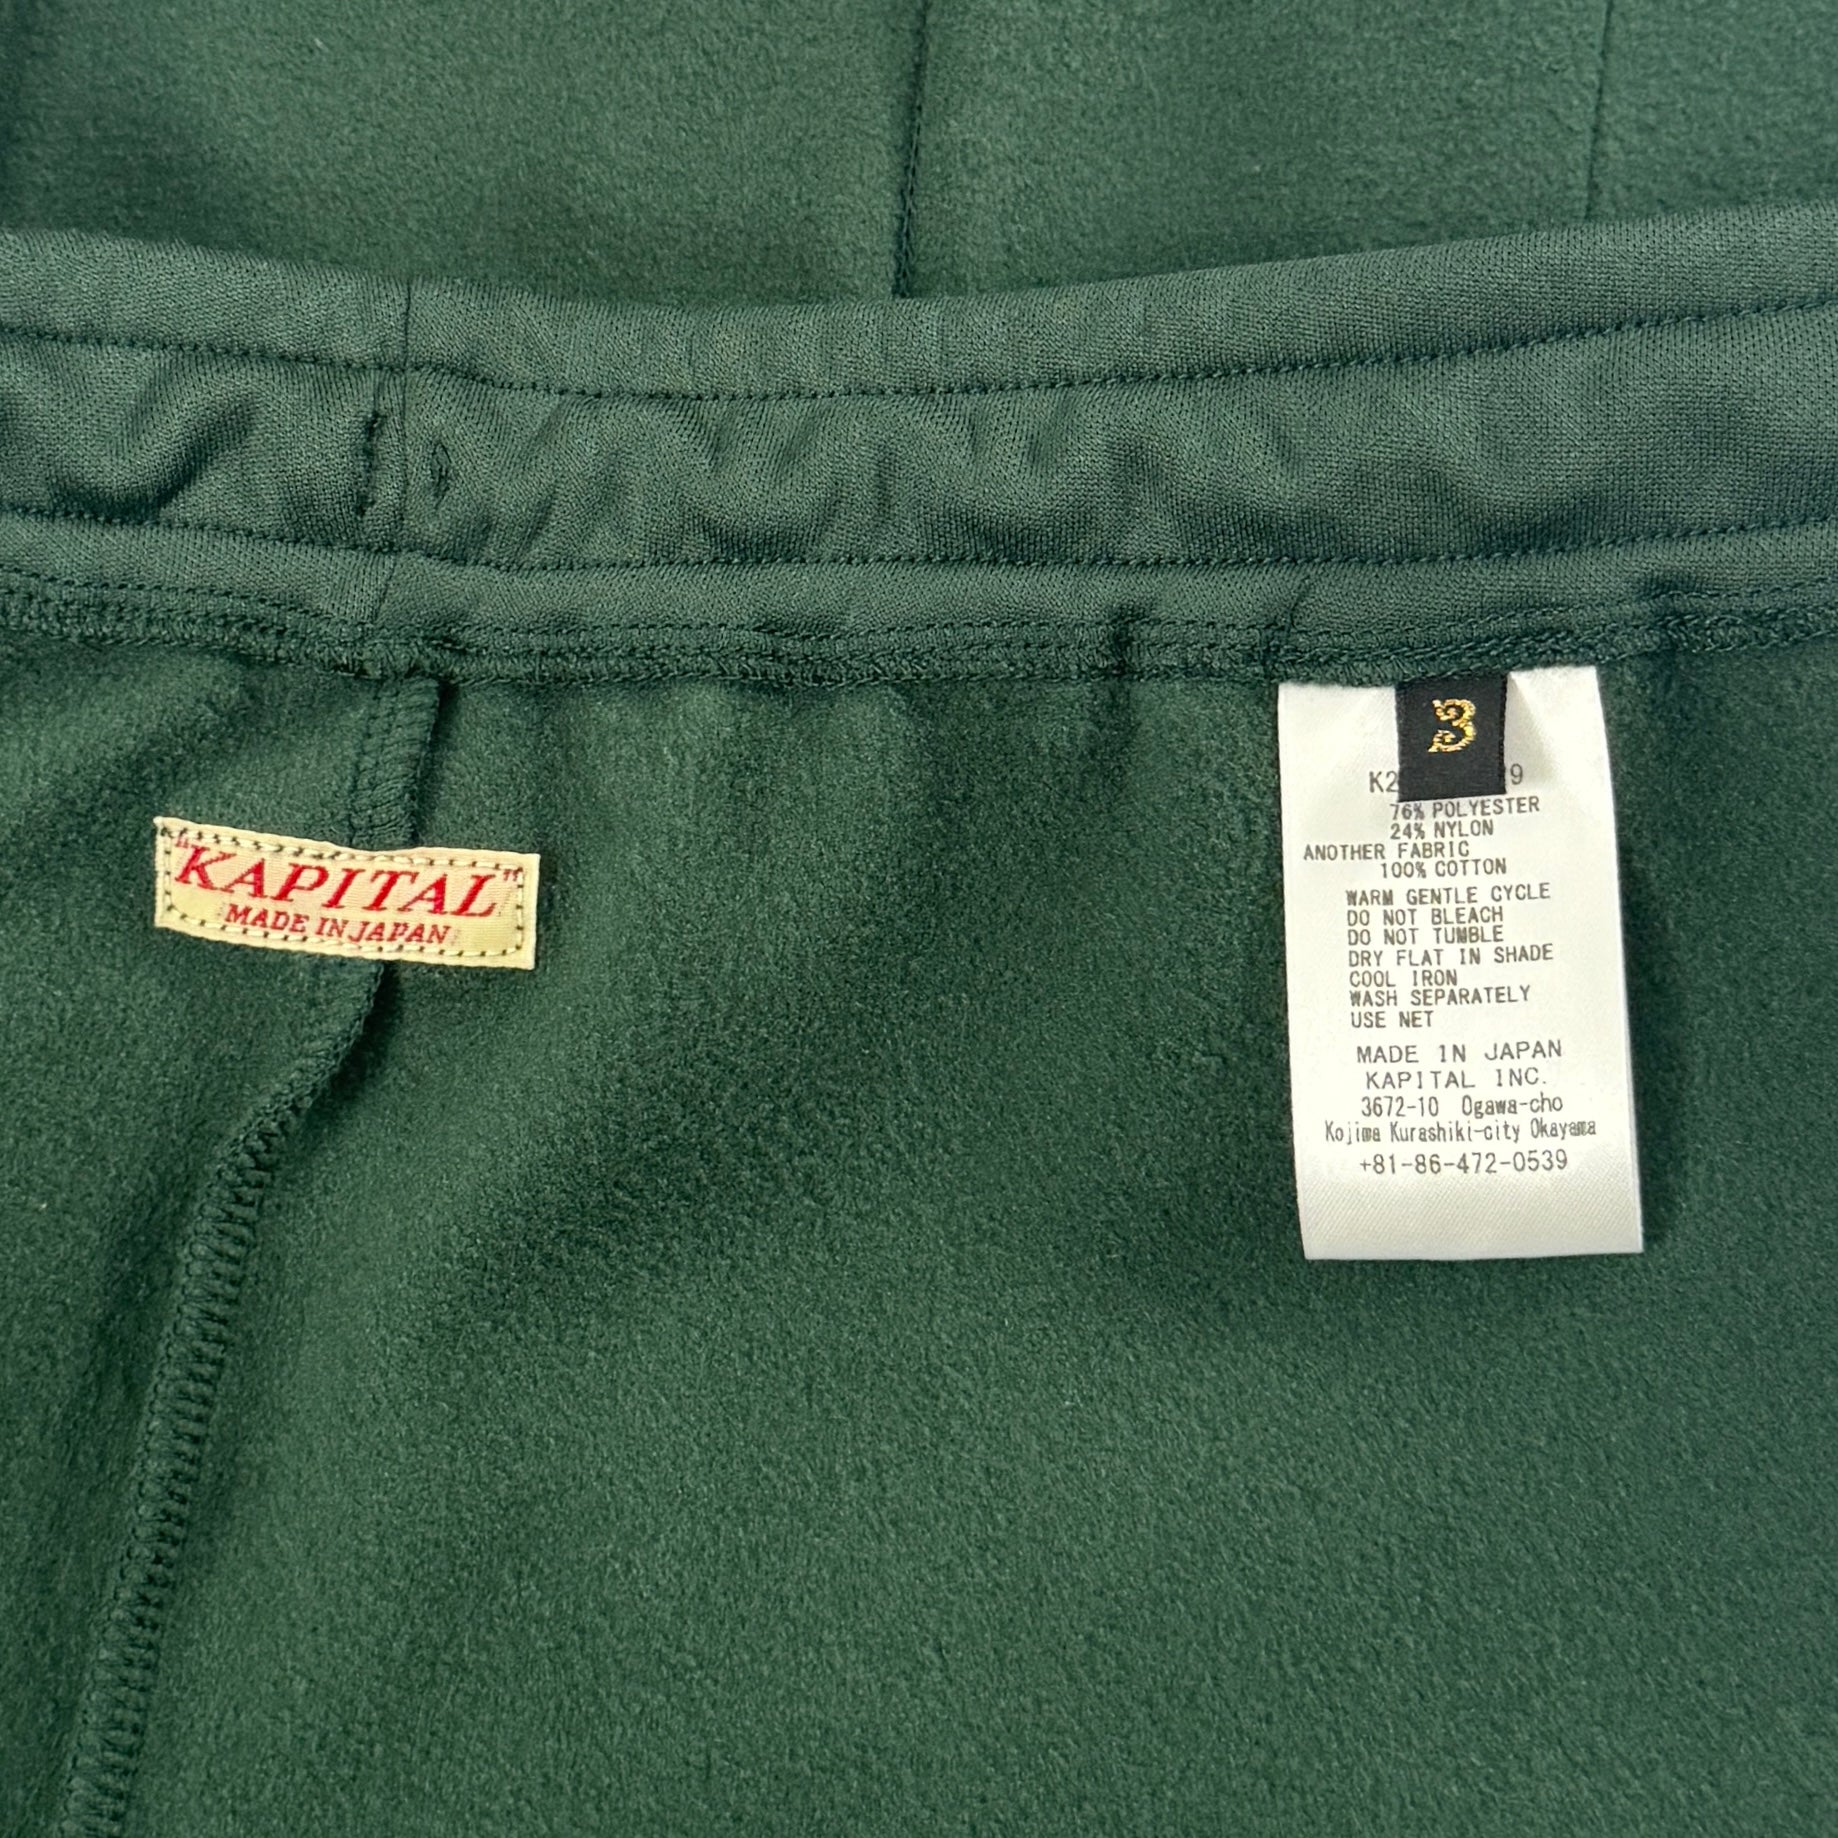 "KAPITAL"
MADE IN JAPAN
3
76% POLYESTER
24% NYLON
ANOTHER FABRIC
100% COTTON
WARM GENTLE CYCLE
DO NOT BLEACH
DO NOT TUMBLE
DRY FLAT IN SHADE
COOL IRON
WASH SEPARATELY
USE NET
MADE IN JAPAN
KAPITAL INC.
3672-10 Ogawa-cho
Kojima Kurashiki-city Okayama
+81-86-472-0539